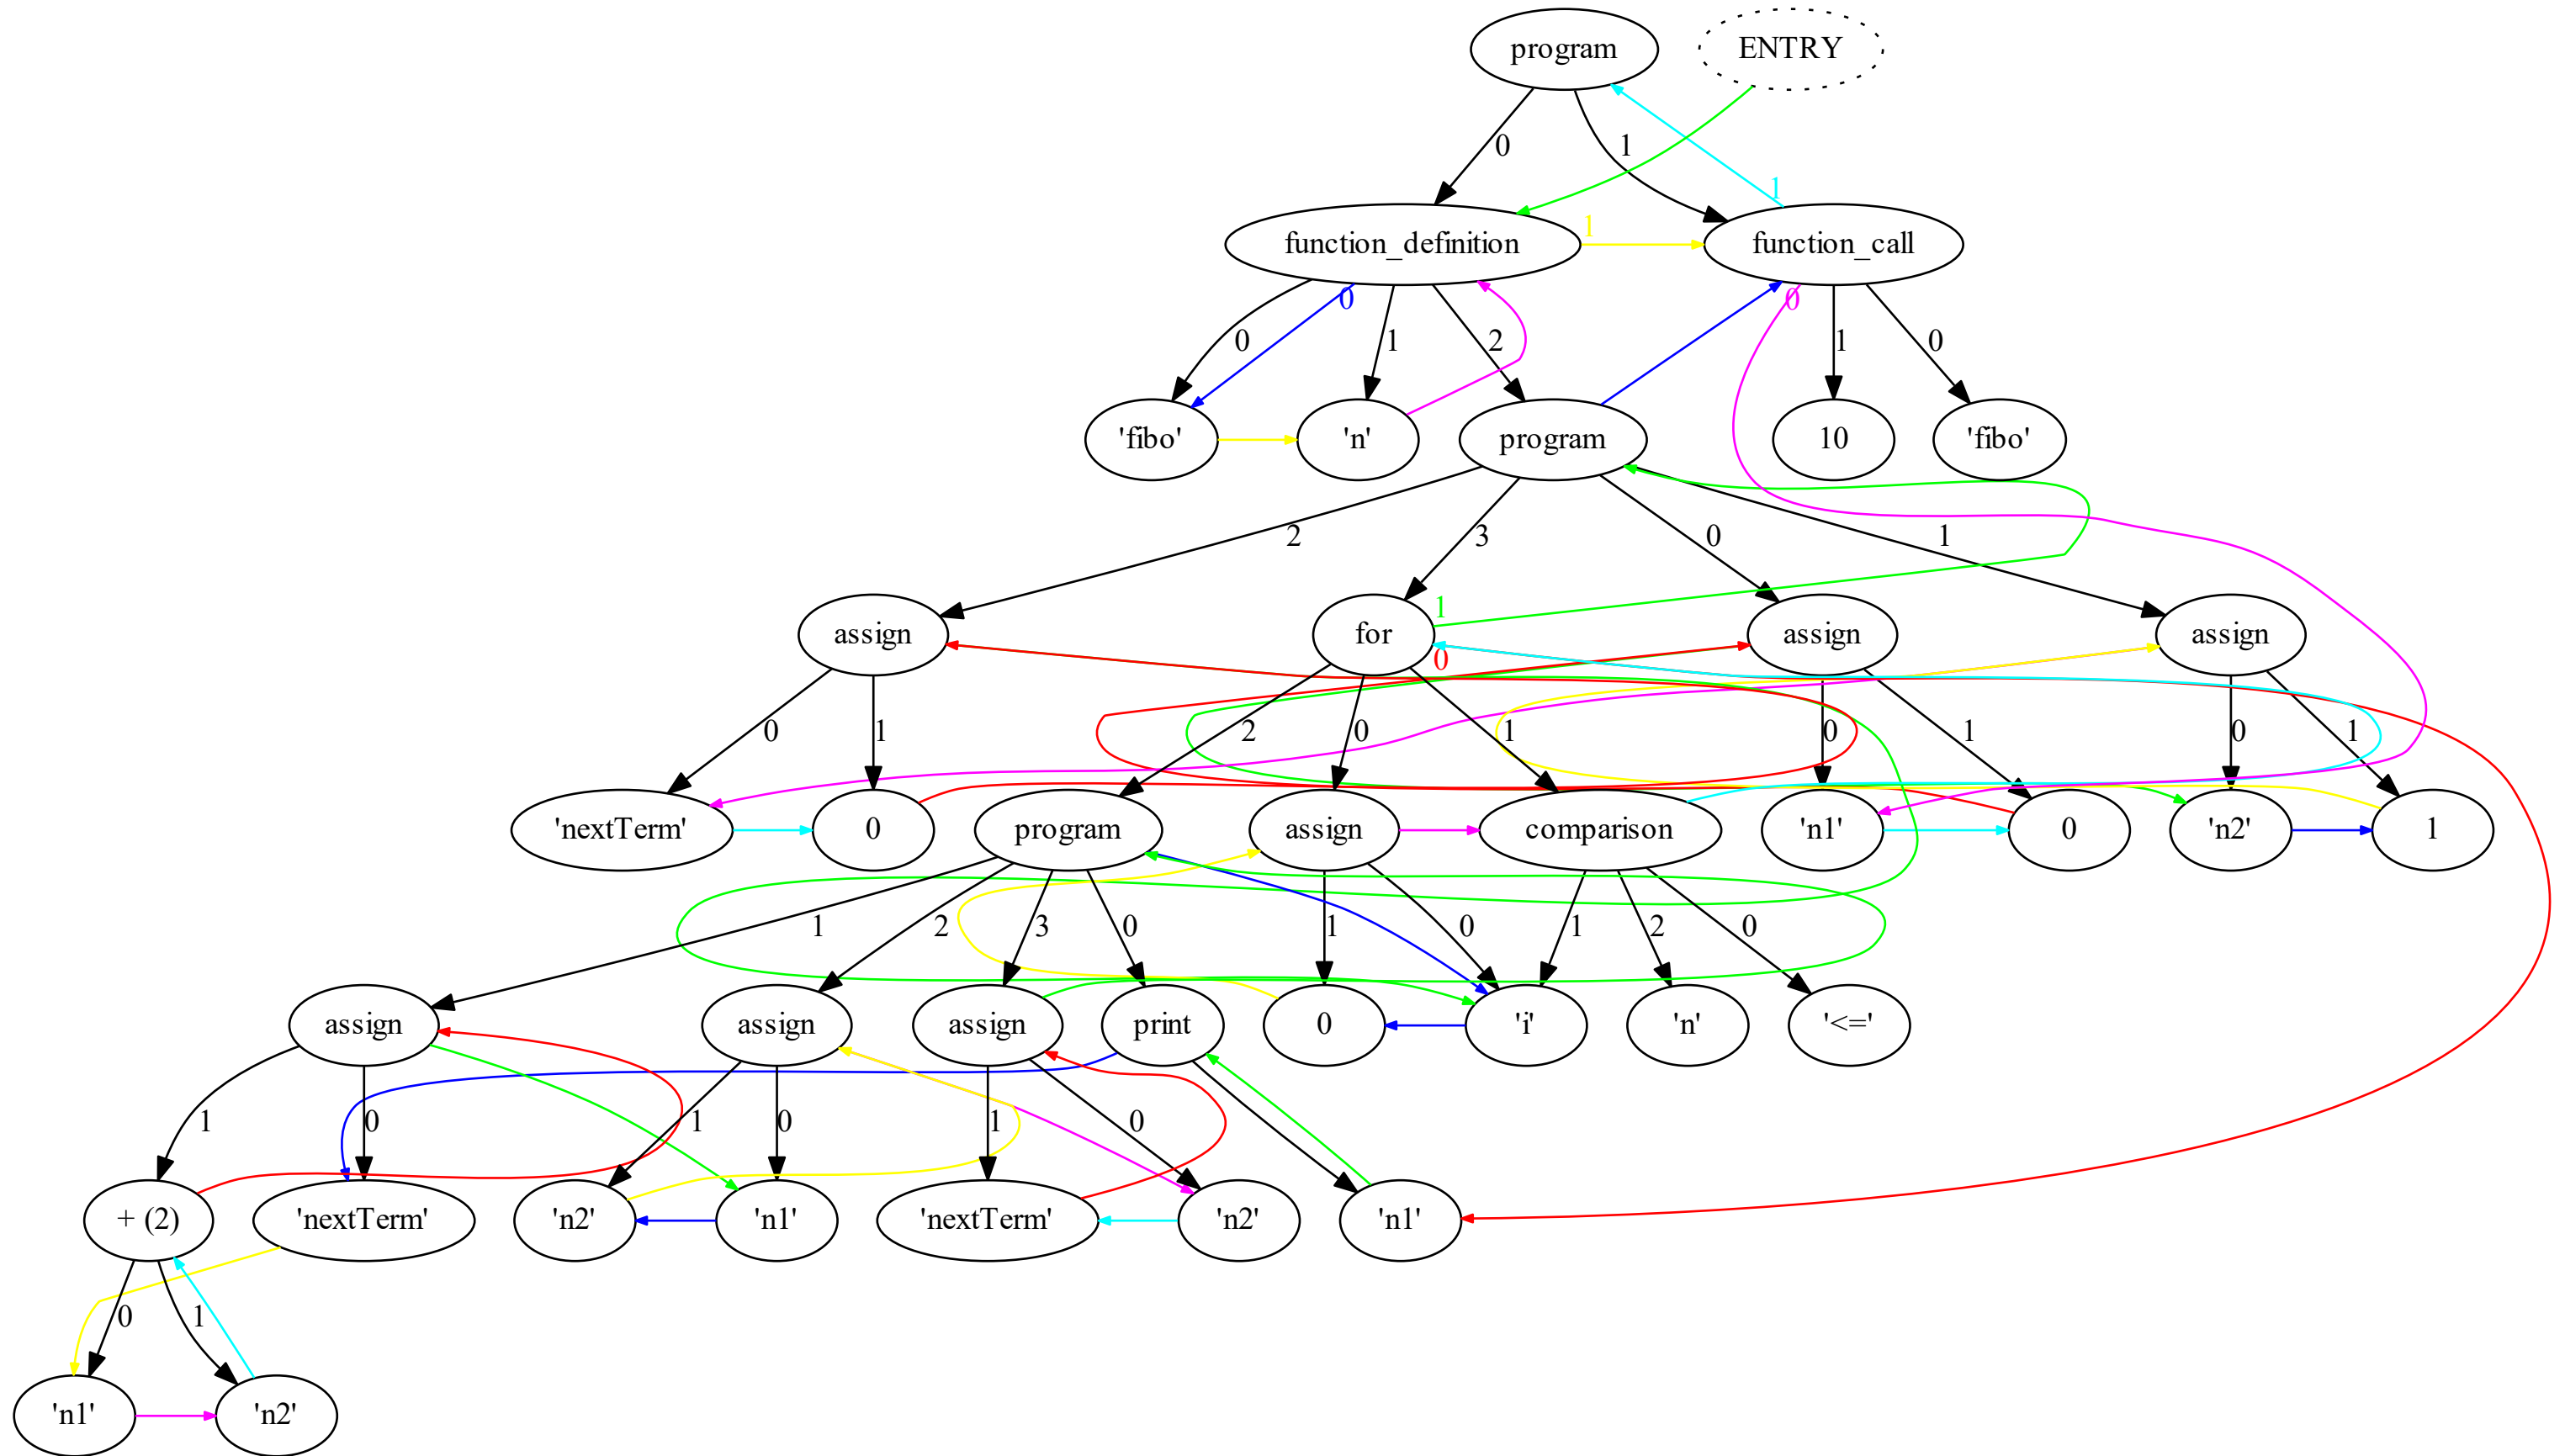 program
ENTRY
0
1
1
function_definition
1
function_call
0
0
0
1
2
1
0
'fibo'
'n'
program
10
'fibo'
2
3
0
1
assign
for
1
0
assign
assign
0
1
2
0
1
0
1
0
1
'nextTerm'
0
program
assign
comparison
'n1'
0
'n2'
1
1
2
3
0
1
0
1
2
0
assign
assign
assign
print
0
'i'
'n'
'<='
1
0
1
0
1
0
+ (2)
'nextTerm'
'n2'
'n1'
'nextTerm'
'n2'
'n1'
0
1
'n1'
'n2'